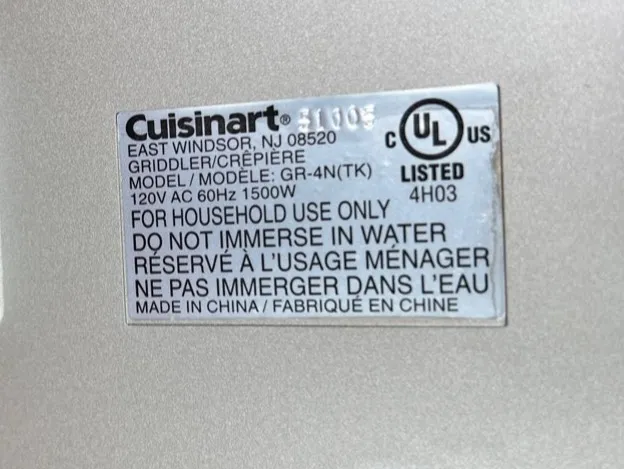 Cuisinart®
EAST WINDSOR, NJ 08520
GRIDDLER/CRÊPIÈRE
MODEL / MODÈLE: GR-4N(TK)
120V AC 60Hz 1500W
FOR HOUSEHOLD USE ONLY
DO NOT IMMERSE IN WATER
RÉSERVÉ À L'USAGE MÉNAGER
NE PAS IMMERGER DANS L'EAU
MADE IN CHINA / FABRIQUÉ EN CHINE
C UL US
LISTED
4H03